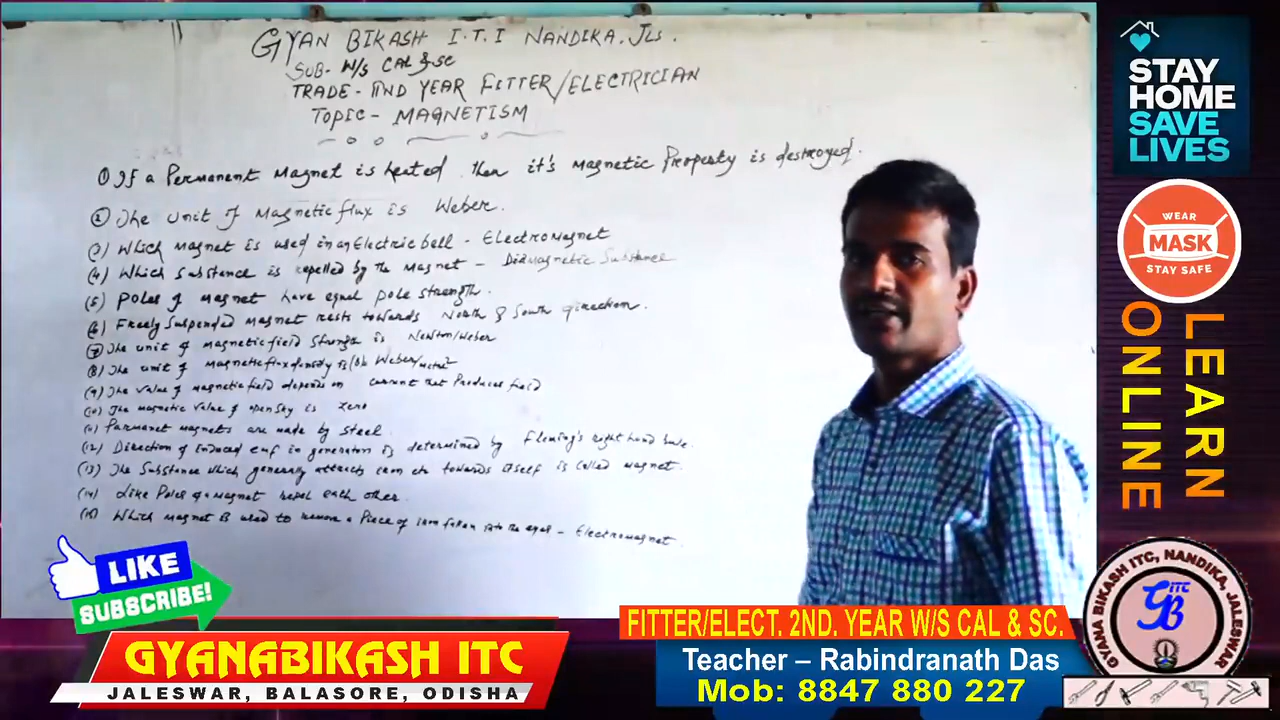 GYAN BIKASH I.T.I NANDIKA.JLS.
SUB- W/S CAL & SC
TRADE- IIND YEAR FITTER/ELECTRICIAN
TOPIC- MAGNETISM
① If a Permanent Magnet is heated then it's Magnetic Property is destroyed.
② The Unit of Magnetic flux is Weber.
(3) Which Magnet is used in an Electric bell - Electromagnet
(4) Which Substance is repelled by the Magnet - Diamagnetic Substance
(5) Poles of Magnet have equal pole strength.
(6) Freely Suspended Magnet rests towards North & South direction.
(7) The unit of magnetic field Strength is Newton/Weber
(8) The unit of magnetic flux density is Weber/metre²
(9) The Value of magnetic field depends on current that Produces field
(10) The magnetic Value of open sky is Zero
(11) Parmanet magnets are made by Steel.
(12) Direction of induced emf in generator is determined by Fleming's right hand rule.
(13) The Substance which generally attracts iron etc towards itself is called magnet.
(14) Like Poles of a Magnet repel each other.
(15) Which magnet is used to remove a Piece of iron fallen into the eyes - Electromagnet.
STAY
HOME
SAVE
LIVES
WEAR
MASK
STAY SAFE
LEARN
ONLINE
LIKE
SUBSCRIBE!
GYANABIKASH ITC
JALESWAR, BALASORE, ODISHA
FITTER/ELECT. 2ND. YEAR W/S CAL & SC.
Teacher – Rabindranath Das
Mob: 8847 880 227
GYANA BIKASH ITC, NANDIKA, JALESWAR
GB ITC